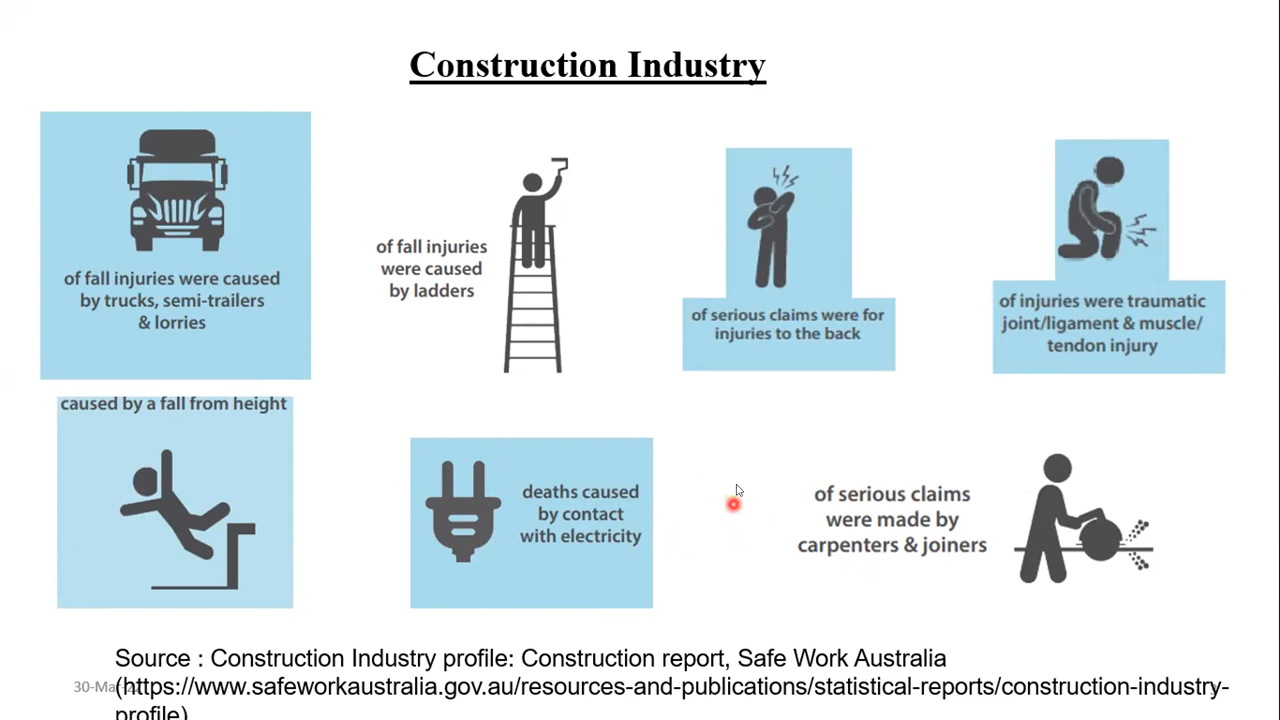 Construction Industry
of fall injuries were caused
by trucks, semi-trailers
& lorries
of fall injuries
were caused
by ladders
of serious claims were for
injuries to the back
of injuries were traumatic
joint/ligament & muscle/
tendon injury
caused by a fall from height
deaths caused
by contact
with electricity
of serious claims
were made by
carpenters & joiners
Source : Construction Industry profile: Construction report, Safe Work Australia
(https://www.safeworkaustralia.gov.au/resources-and-publications/statistical-reports/construction-industry-
profile)